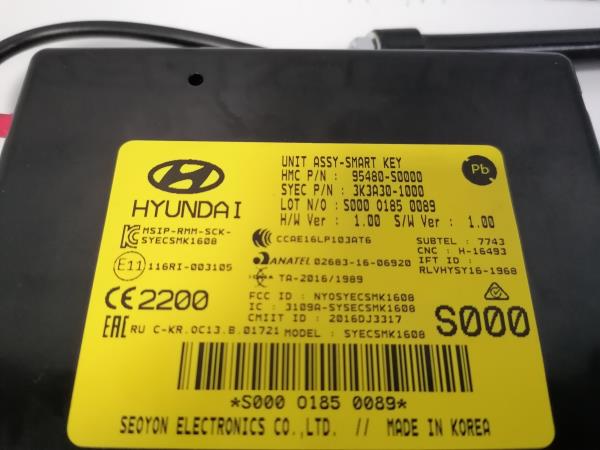 UNIT ASSY-SMART KEY
HMC P/N : 95480-S0000
SYEC P/N : 3K3A30-1000
LOT N/O : S000 0185 0089
H/W Ver : 1.00 S/W Ver : 1.00
Pb
HYUNDAI
MSIP-RMM-SCK-
SYECSMK1608
CCAE16LP103AT6
SUBTEL : 7743
CNC : H-16493
E11 116RI-003105
ANATEL 02683-16-06920
IFT :
RLVHYSY16-1968
TA-2016/1989
CE 2200
FCC ID : NYOSYECSMK1608
IC : 3109A-SYSECSMK1608
CMIIT ID : 2016DJ3317
S000
EAC RU C-KR.OC13.B.01721 MODEL : SYECSMK1608
*S000 0185 0089*
SEOYON ELECTRONICS CO.,LTD. // MADE IN KOREA